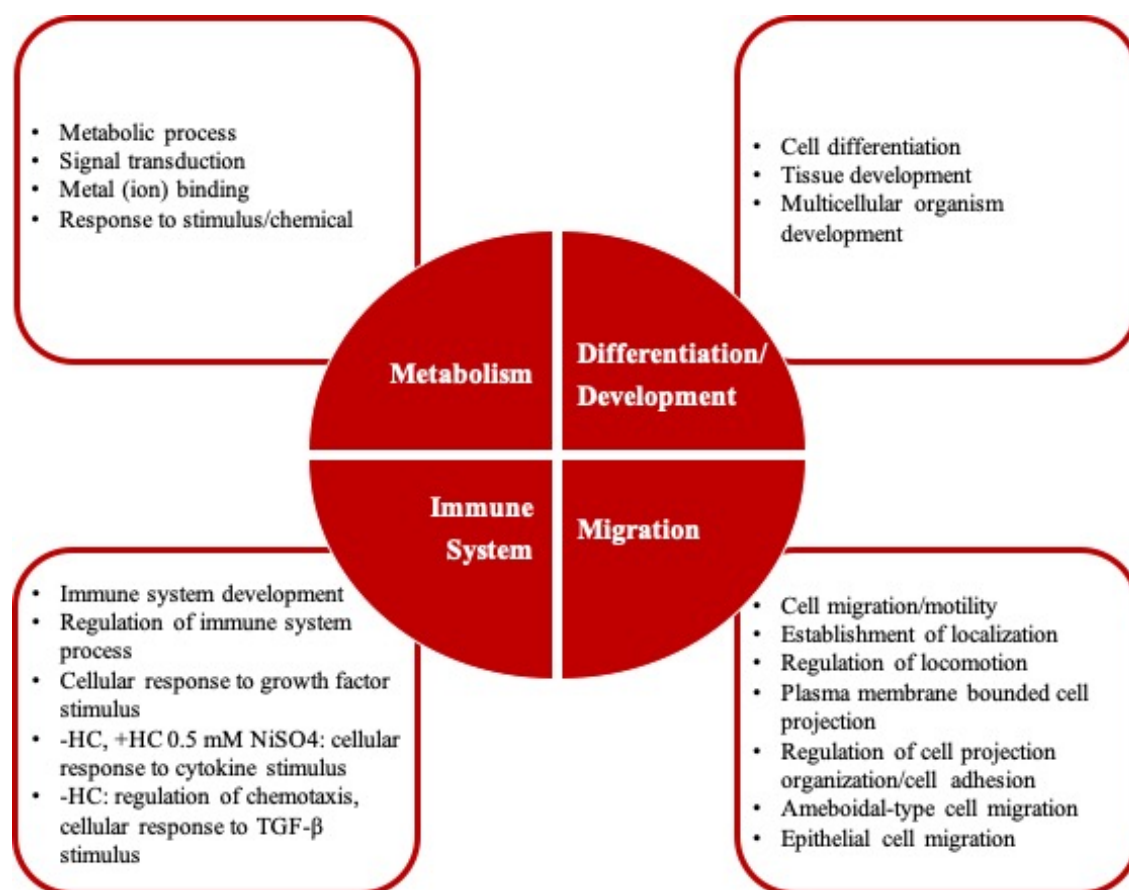 • Metabolic process
• Signal transduction
• Metal (ion) binding
• Response to stimulus/chemical
• Cell differentiation
• Tissue development
• Multicellular organism
development
Metabolism
Differentiation/
Development
Immune
System
Migration
• Immune system development
• Regulation of immune system
process
• Cellular response to growth factor
stimulus
• -HC, +HC 0.5 mM NiSO4: cellular
response to cytokine stimulus
• -HC: regulation of chemotaxis,
cellular response to TGF-β
stimulus
• Cell migration/motility
• Establishment of localization
• Regulation of locomotion
• Plasma membrane bounded cell
projection
• Regulation of cell projection
organization/cell adhesion
• Ameboidal-type cell migration
• Epithelial cell migration